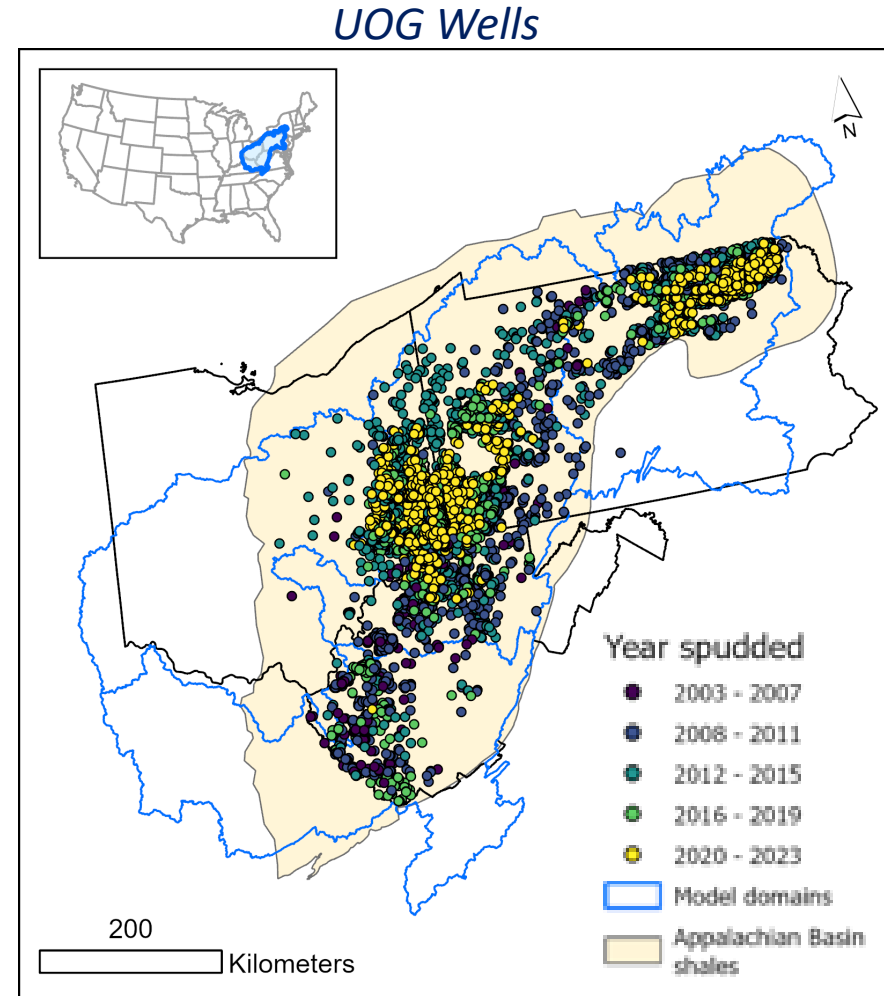 UOG Wells
N
Year spudded
2003 - 2007
2008 - 2011
2012 - 2015
2016 - 2019
2020 - 2023
Model domains
Appalachian Basin
shales
200
Kilometers